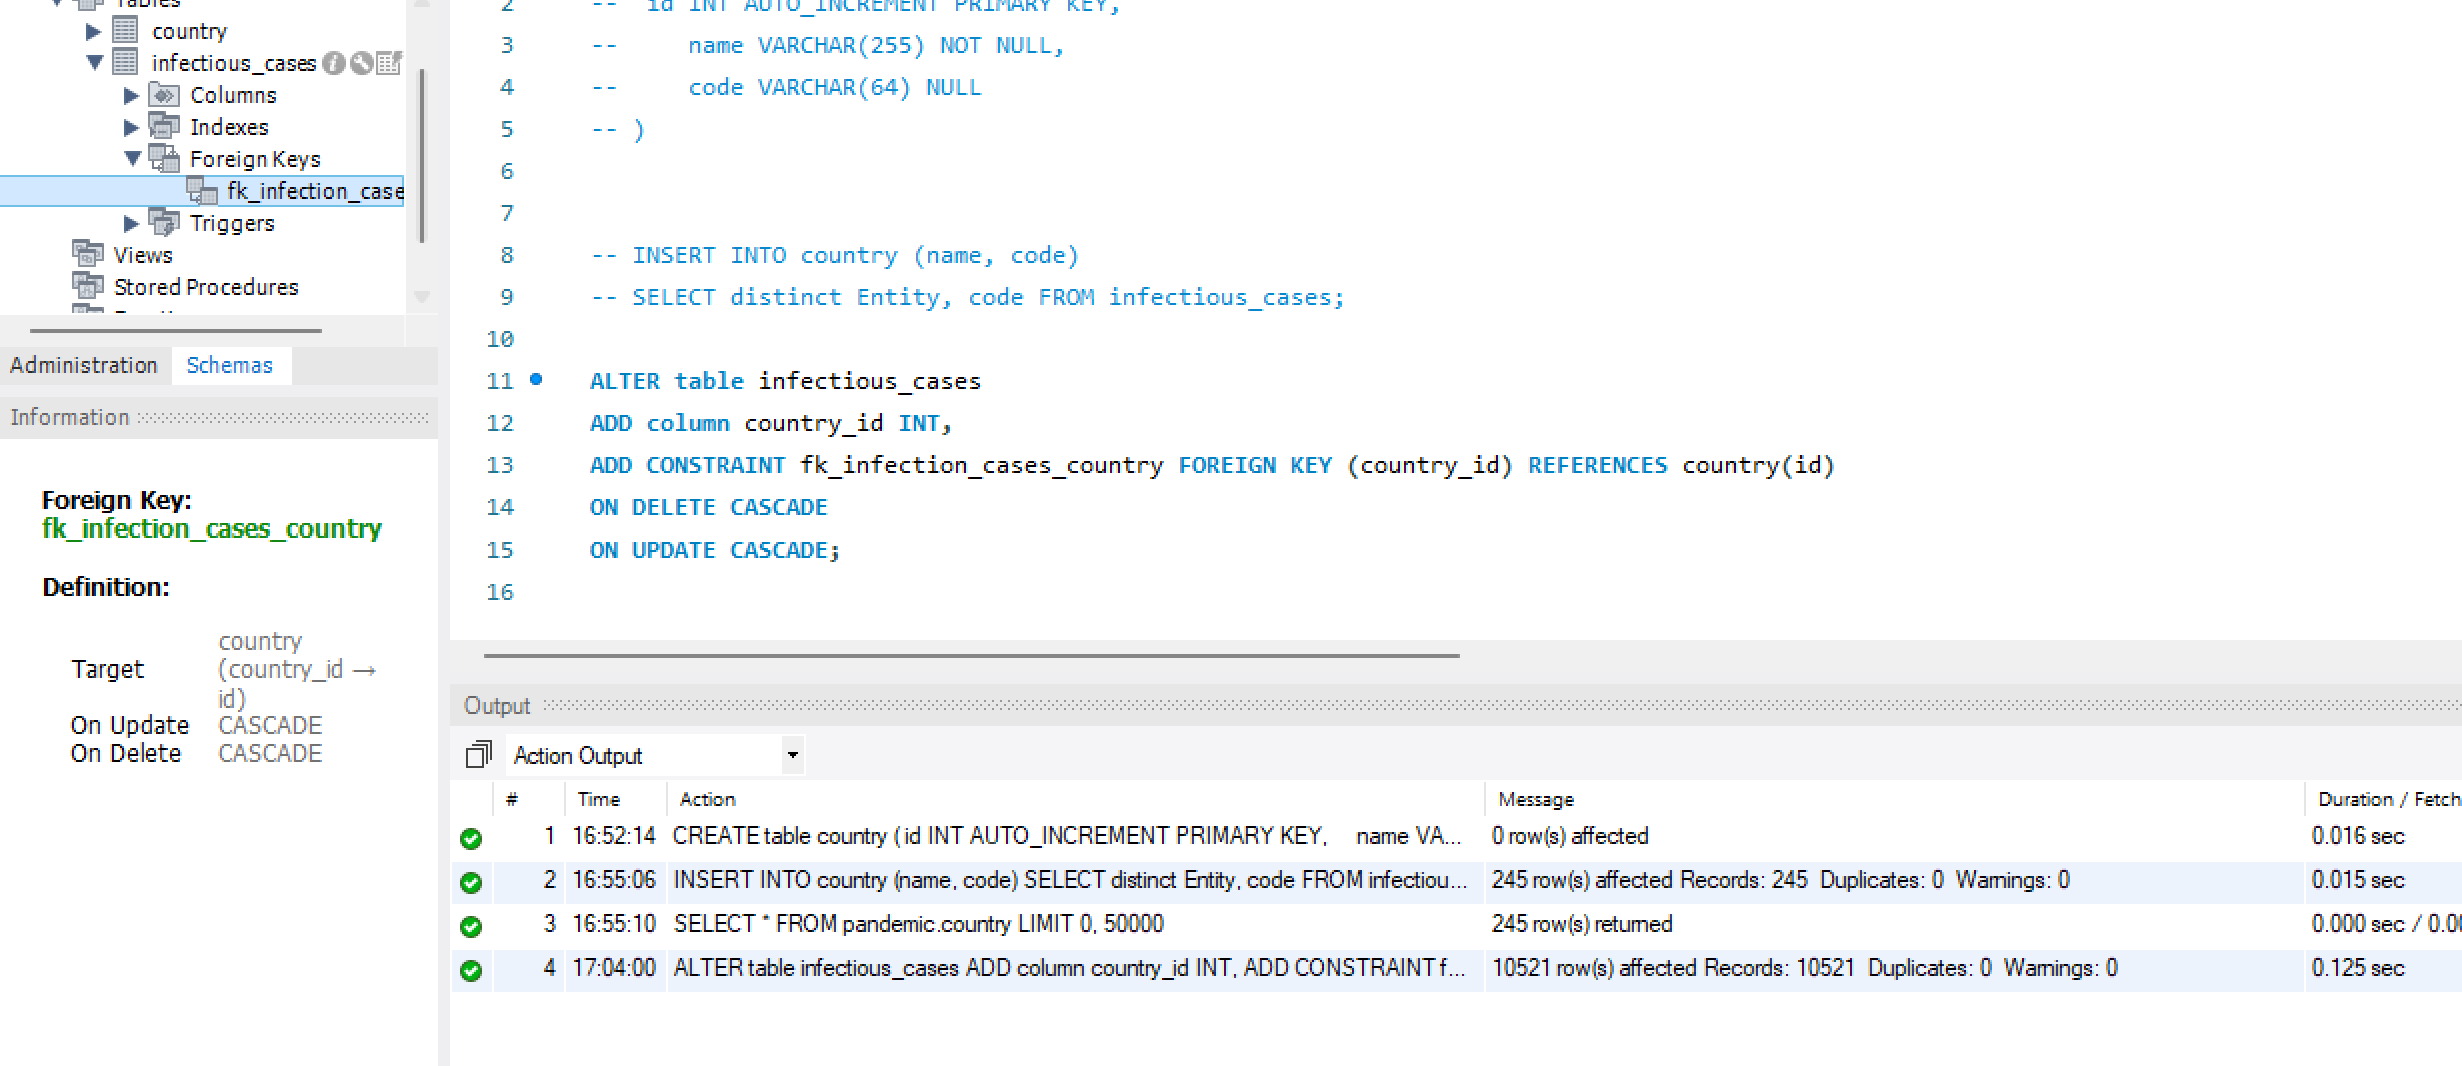 Tables
country
infectious_cases
Columns
Indexes
Foreign Keys
fk_infection_case
Triggers
Views
Stored Procedures
Administration
Schemas
Information
Foreign Key:
fk_infection_cases_country
Definition:
Target country (country_id → id)
On Update CASCADE
On Delete CASCADE
2 -- id INT AUTO_INCREMENT PRIMARY KEY,
3 -- name VARCHAR(255) NOT NULL,
4 -- code VARCHAR(64) NULL
5 -- )
6
7
8 -- INSERT INTO country (name, code)
9 -- SELECT distinct Entity, code FROM infectious_cases;
10
11 ALTER table infectious_cases
12 ADD column country_id INT,
13 ADD CONSTRAINT fk_infection_cases_country FOREIGN KEY (country_id) REFERENCES country(id)
14 ON DELETE CASCADE
15 ON UPDATE CASCADE;
16
Output
Action Output
# Time Action Message Duration / Fetch
1 16:52:14 CREATE table country ( id INT AUTO_INCREMENT PRIMARY KEY, name VA... 0 row(s) affected 0.016 sec
2 16:55:06 INSERT INTO country (name, code) SELECT distinct Entity, code FROM infectiou... 245 row(s) affected Records: 245 Duplicates: 0 Warnings: 0 0.015 sec
3 16:55:10 SELECT * FROM pandemic.country LIMIT 0, 50000 245 row(s) returned 0.000 sec / 0.00
4 17:04:00 ALTER table infectious_cases ADD column country_id INT, ADD CONSTRAINT f... 10521 row(s) affected Records: 10521 Duplicates: 0 Warnings: 0 0.125 sec